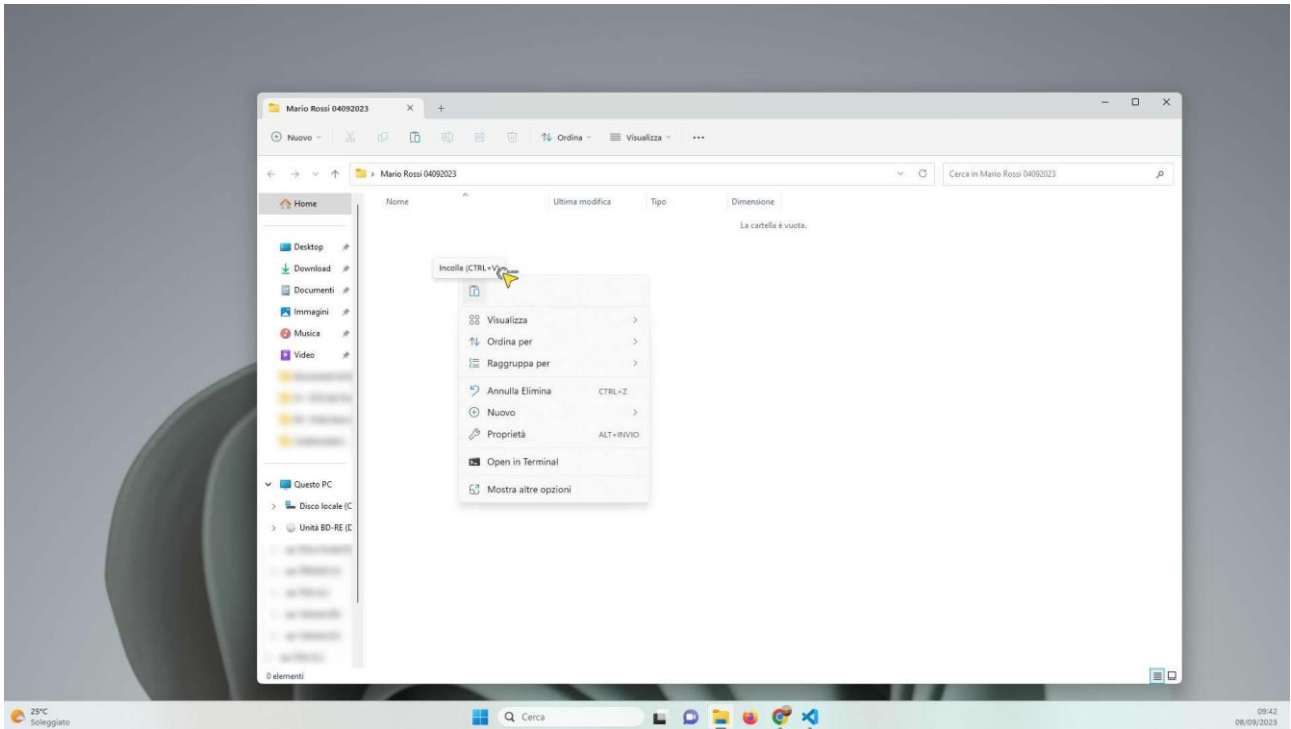 Mario Rossi 04092023
Nuovo
Ordina
Visualizza
Mario Rossi 04092023
Cerca in Mario Rossi 04092023
Home
Nome
Ultima modifica
Tipo
Dimensione
La cartella è vuota.
Desktop
Download
Documenti
Immagini
Musica
Video
Incolla (CTRL+V)
Visualizza
Ordina per
Raggruppa per
Annulla Elimina CTRL+Z
Nuovo
Proprietà ALT+INVIO
Open in Terminal
Mostra altre opzioni
Questo PC
Disco locale (C
Unità BD-RE (D
0 elementi
25°C
Soleggiato
Cerca
09:42
08/09/2023